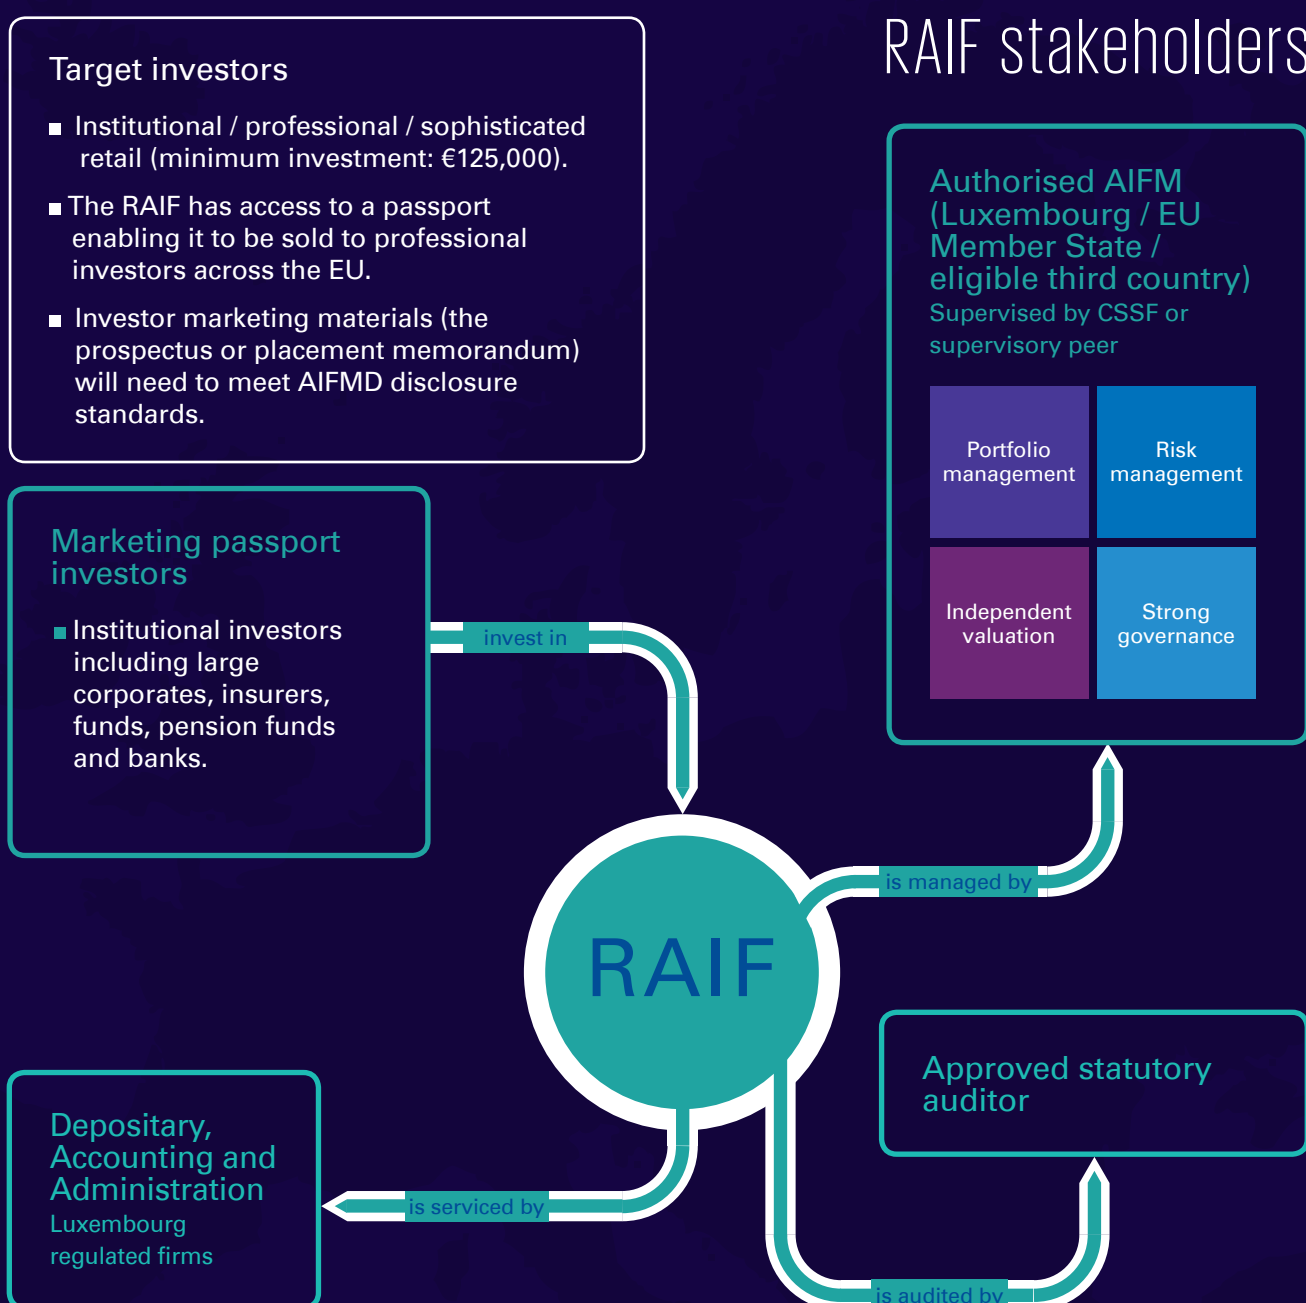 RAIF stakeholders
Target investors
Institutional / professional / sophisticated
retail (minimum investment: €125,000).
The RAIF has access to a passport
enabling it to be sold to professional
investors across the EU.
Investor marketing materials (the
prospectus or placement memorandum)
will need to meet AIFMD disclosure
standards.
Authorised AIFM
(Luxembourg / EU
Member State /
eligible third country)
Supervised by CSSF or
supervisory peer
Portfolio
management
Risk
management
Independent
valuation
Strong
governance
Marketing passport
investors
Institutional investors
including large
corporates, insurers,
funds, pension funds
and banks.
invest in
is managed by
RAIF
Approved statutory
auditor
Depositary,
Accounting and
Administration
Luxembourg
regulated firms
is serviced by
is audited by